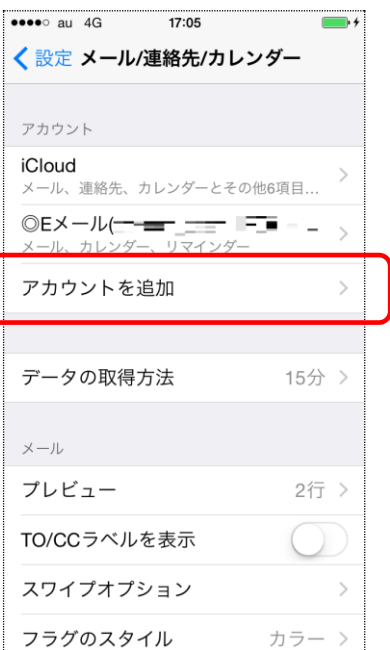 au 4G 17:05
設定 メール/連絡先/カレンダー
アカウント
iCloud
メール、連絡先、カレンダーとその他6項目...
◎Eメール(
メール、カレンダー、リマインダー
アカウントを追加
データの取得方法 15分
メール
プレビュー 2行
TO/CCラベルを表示
スワイプオプション
フラグのスタイル カラー